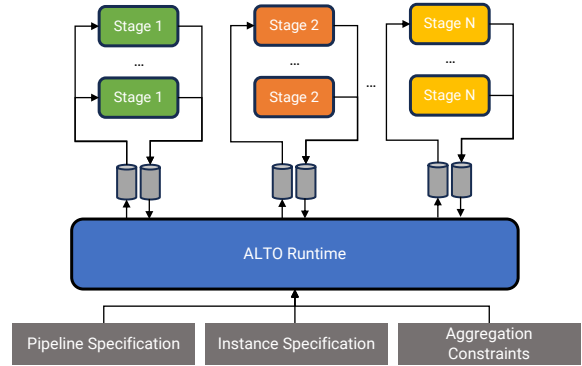 Stage 1
Stage 2
Stage N
...
...
...
Stage 1
Stage 2
...
Stage N
ALTO Runtime
Pipeline Specification
Instance Specification
Aggregation
Constraints